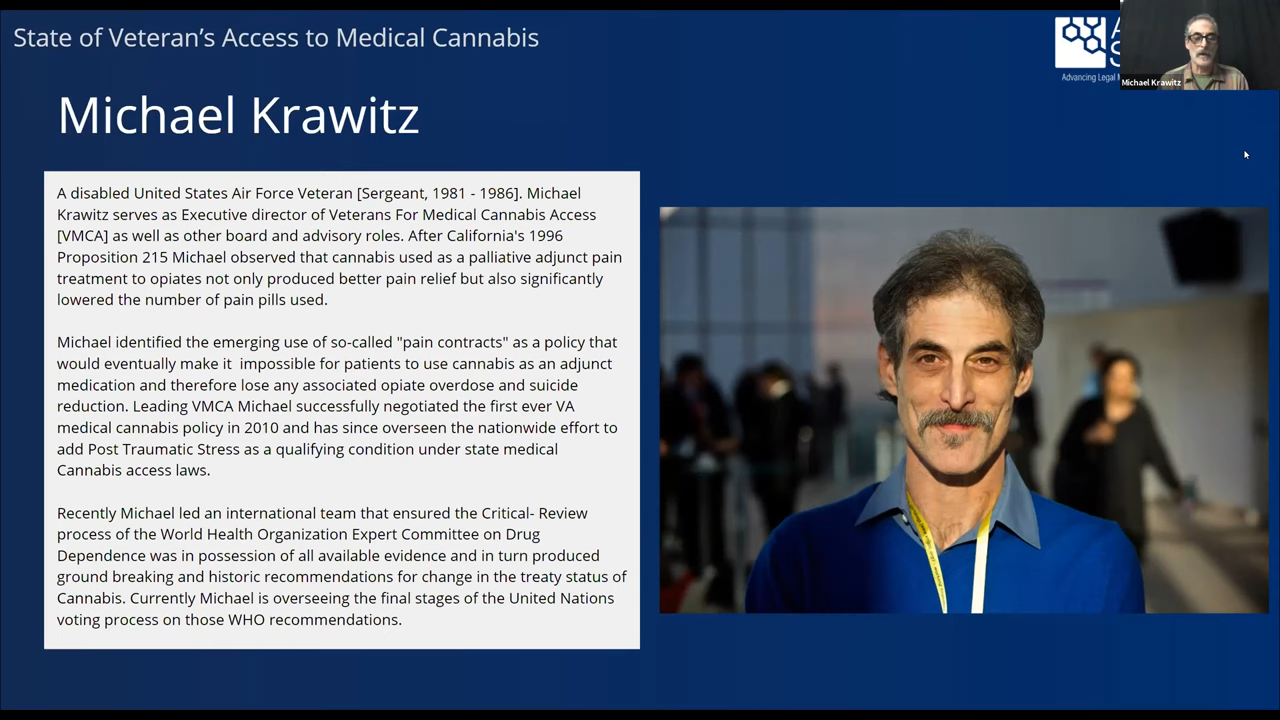 State of Veteran's Access to Medical Cannabis
Advancing Legal
Michael Krawitz
Michael Krawitz
A disabled United States Air Force Veteran [Sergeant, 1981 - 1986]. Michael
Krawitz serves as Executive director of Veterans For Medical Cannabis Access
[VMCA] as well as other board and advisory roles. After California's 1996
Proposition 215 Michael observed that cannabis used as a palliative adjunct pain
treatment to opiates not only produced better pain relief but also significantly
lowered the number of pain pills used.
Michael identified the emerging use of so-called "pain contracts" as a policy that
would eventually make it impossible for patients to use cannabis as an adjunct
medication and therefore lose any associated opiate overdose and suicide
reduction. Leading VMCA Michael successfully negotiated the first ever VA
medical cannabis policy in 2010 and has since overseen the nationwide effort to
add Post Traumatic Stress as a qualifying condition under state medical
Cannabis access laws.
Recently Michael led an international team that ensured the Critical- Review
process of the World Health Organization Expert Committee on Drug
Dependence was in possession of all available evidence and in turn produced
ground breaking and historic recommendations for change in the treaty status of
Cannabis. Currently Michael is overseeing the final stages of the United Nations
voting process on those WHO recommendations.